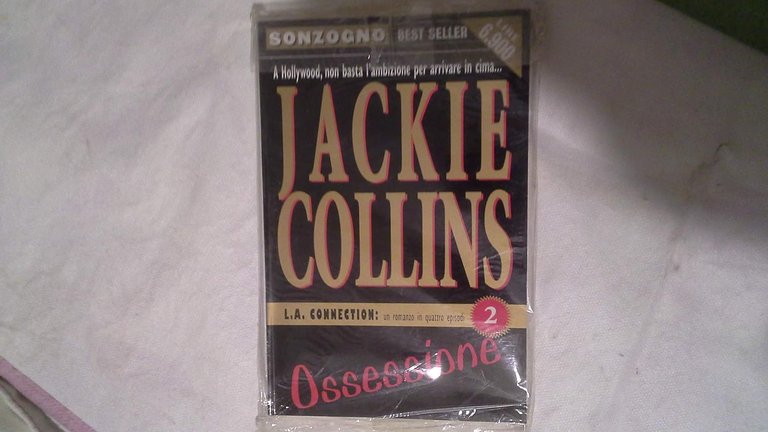 SONZOGNO BEST SELLER
LIRE 6.900
A Hollywood, non basta l'ambizione per arrivare in cima...
JACKIE
COLLINS
L.A. CONNECTION: un romanzo in quattro episodi 2
Ossessione